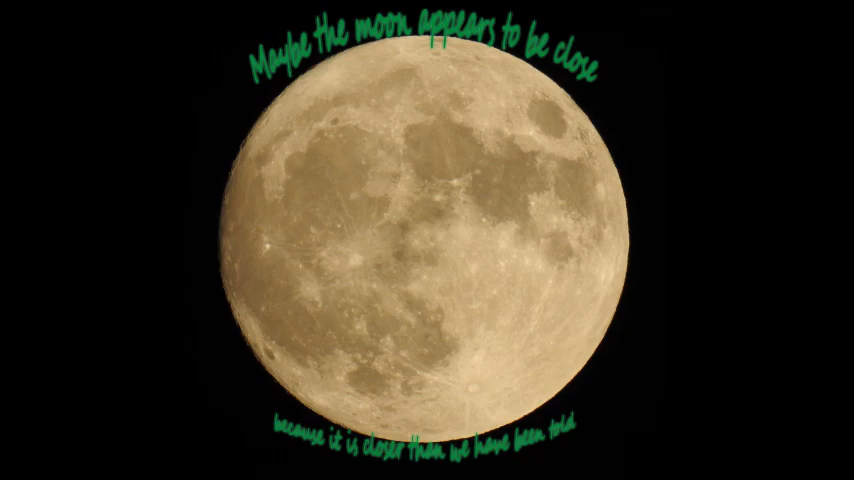 Maybe the moon appears to be close
because it is closer than we have been told